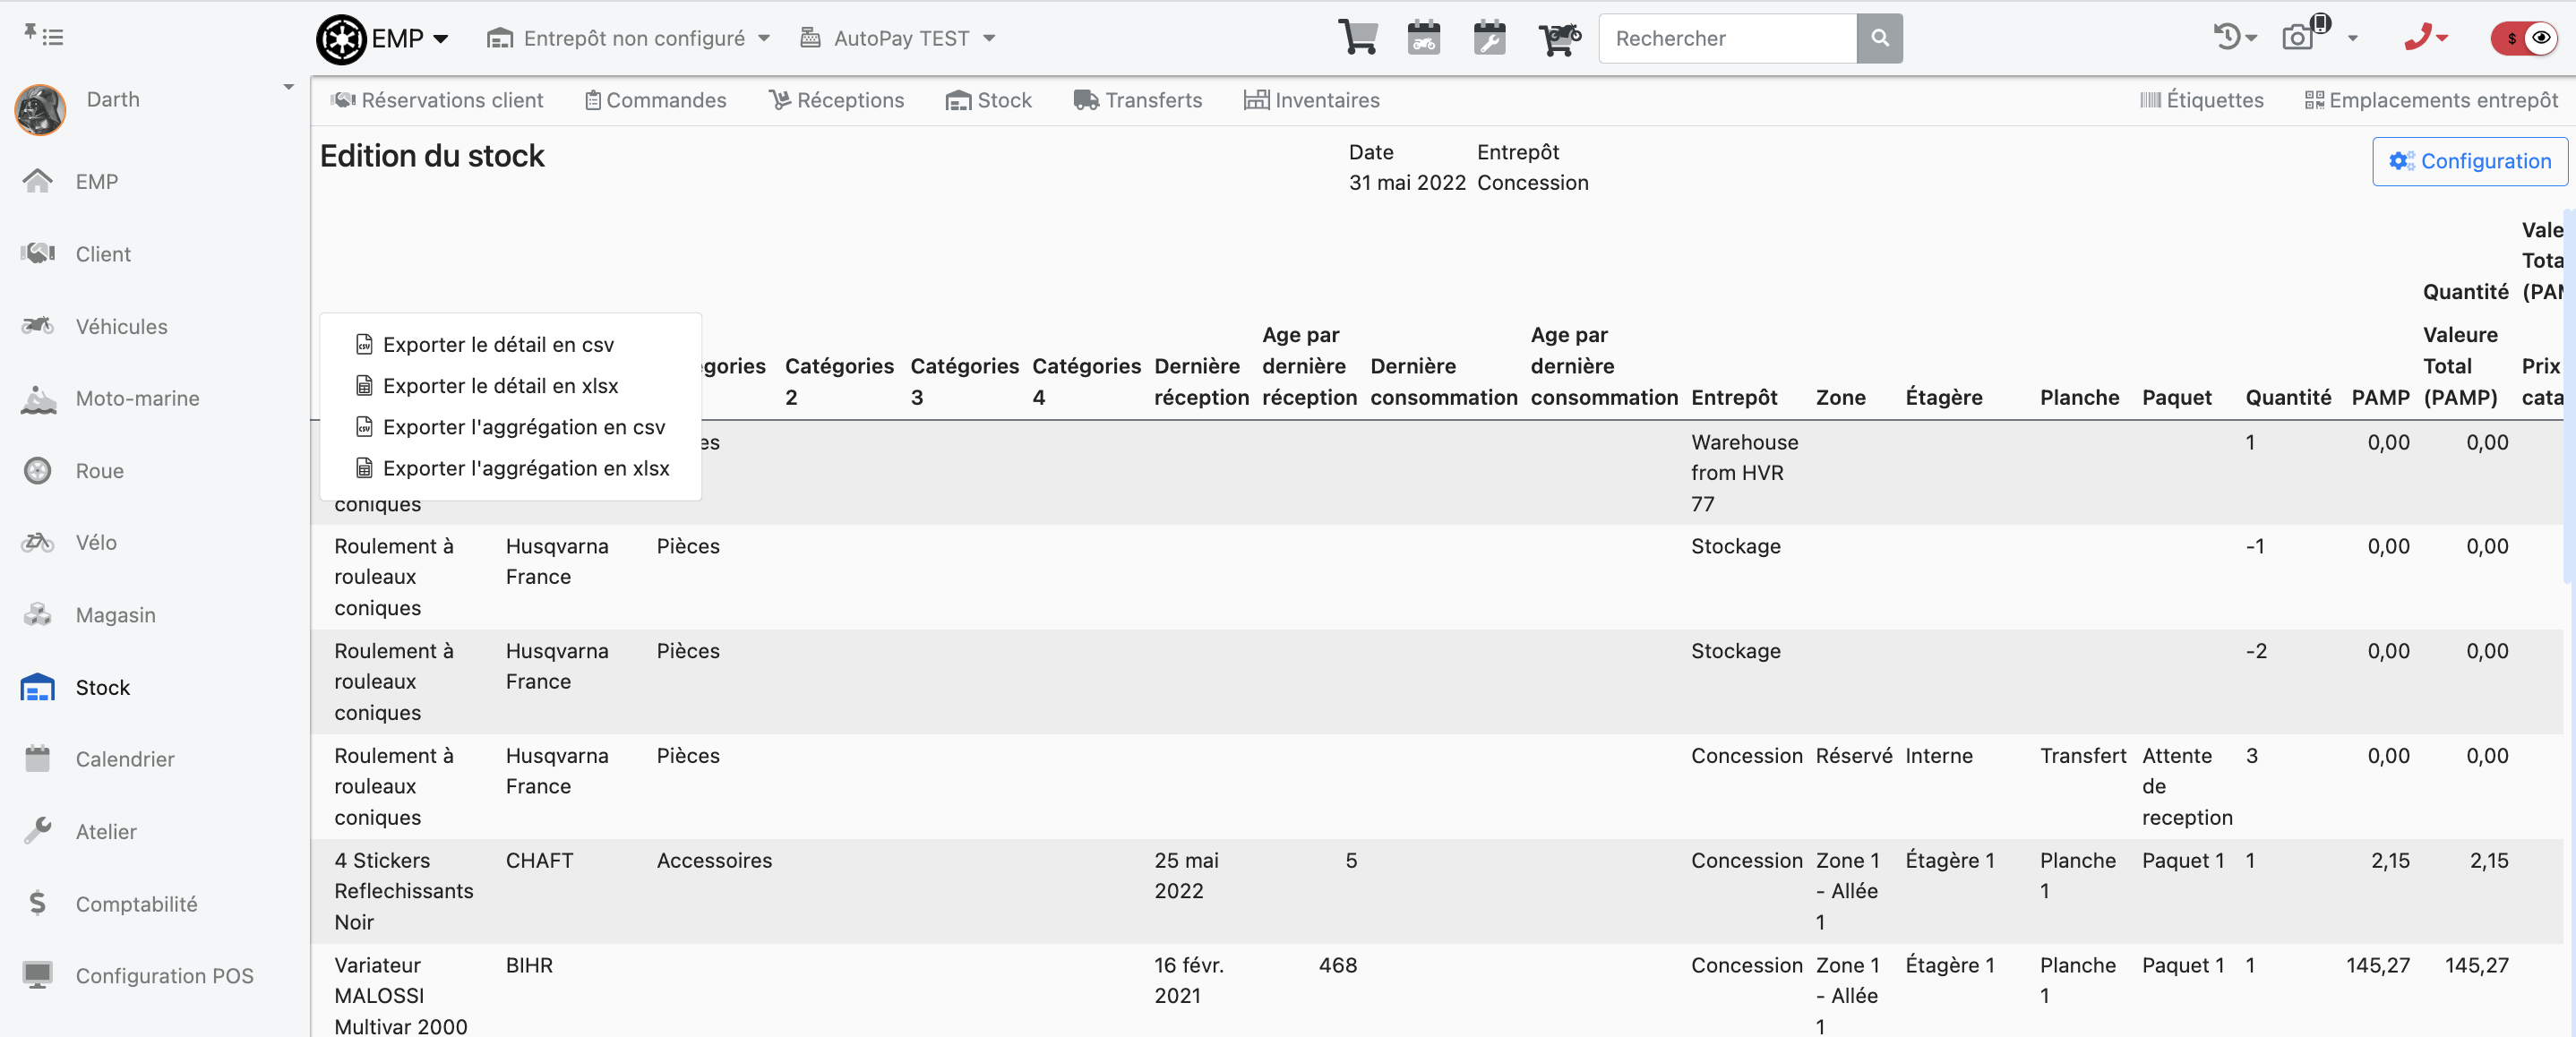 EMP
Entrepôt non configuré
AutoPay TEST
Rechercher
$
Darth
EMP
Client
Véhicules
Moto-marine
Roue
Vélo
Magasin
Stock
Calendrier
Atelier
Comptabilité
Configuration POS
Réservations client
Commandes
Réceptions
Stock
Transferts
Inventaires
Étiquettes
Emplacements entrepôt
Edition du stock
Date
31 mai 2022
Entrepôt
Concession
Configuration
Exporter le détail en csv
Exporter le détail en xlsx
Exporter l'aggrégation en csv
Exporter l'aggrégation en xlsx
Quantité
Vale
Tota
(PAM
gories
Catégories 2
Catégories 3
Catégories 4
Dernière réception
Age par dernière réception
Dernière consommation
Age par dernière consommation
Entrepôt
Zone
Étagère
Planche
Paquet
Quantité
PAMP
Valeure Total (PAMP)
Prix cata
coniques
es
Warehouse from HVR 77
1
0,00
0,00
Roulement à rouleaux coniques
Husqvarna France
Pièces
Stockage
-1
0,00
0,00
Roulement à rouleaux coniques
Husqvarna France
Pièces
Stockage
-2
0,00
0,00
Roulement à rouleaux coniques
Husqvarna France
Pièces
Concession
Réservé
Interne
Transfert
Attente de reception
3
0,00
0,00
4 Stickers Reflechissants Noir
CHAFT
Accessoires
25 mai 2022
5
Concession
Zone 1 - Allée 1
Étagère 1
Planche 1
Paquet 1
1
2,15
2,15
Variateur MALOSSI Multivar 2000
BIHR
16 févr. 2021
468
Concession
Zone 1 - Allée 1
Étagère 1
Planche 1
Paquet 1
1
145,27
145,27